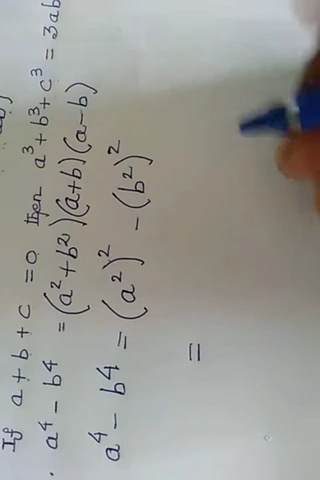 If a + b + c = 0 then a³ + b³ + c³ = 3ab
. a⁴ - b⁴ = (a² + b²)(a+b)(a-b)
a⁴ - b⁴ = (a²)² - (b²)²
=